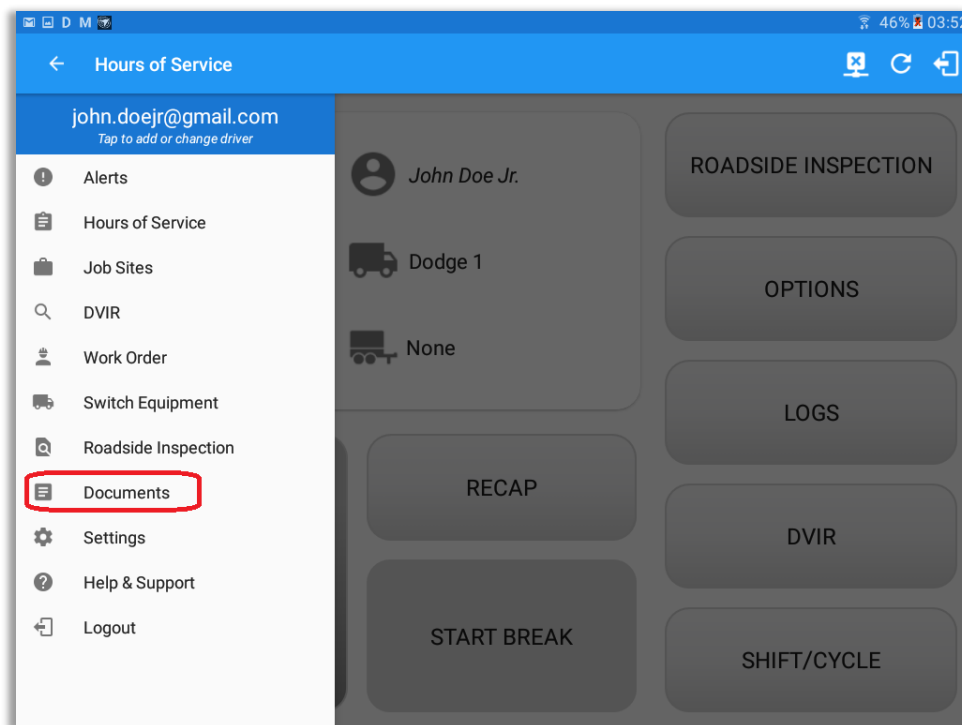 D M 46% 03:52
Hours of Service
john.doejr@gmail.com
Tap to add or change driver
Alerts
Hours of Service
Job Sites
DVIR
Work Order
Switch Equipment
Roadside Inspection
Documents
Settings
Help & Support
Logout
John Doe Jr.
Dodge 1
None
RECAP
START BREAK
ROADSIDE INSPECTION
OPTIONS
LOGS
DVIR
SHIFT/CYCLE